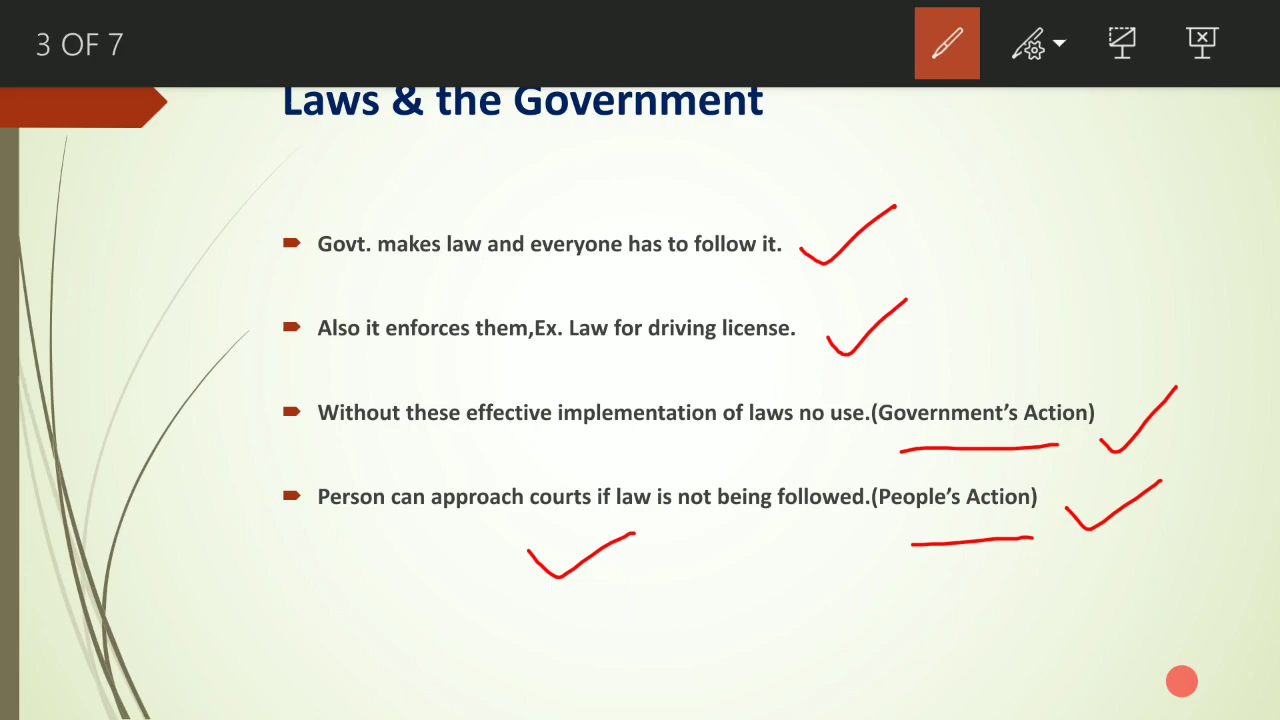 3 OF 7
Laws & the Government
Govt. makes law and everyone has to follow it.
Also it enforces them,Ex. Law for driving license.
Without these effective implementation of laws no use.(Government's Action)
Person can approach courts if law is not being followed.(People's Action)